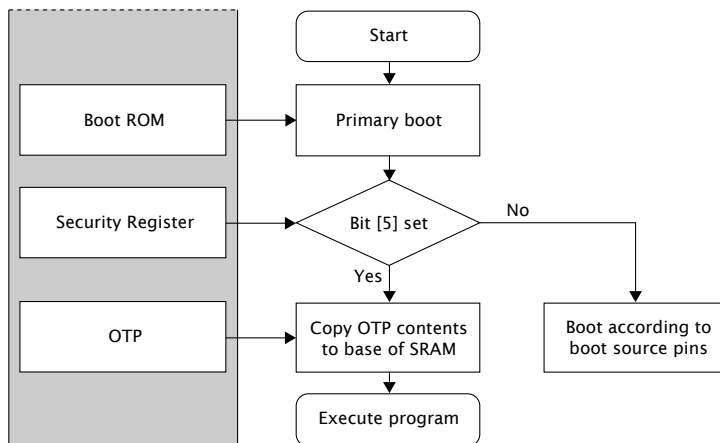 Start
Boot ROM
Primary boot
Security Register
Bit [5] set
No
Yes
OTP
Copy OTP contents
to base of SRAM
Boot according to
boot source pins
Execute program